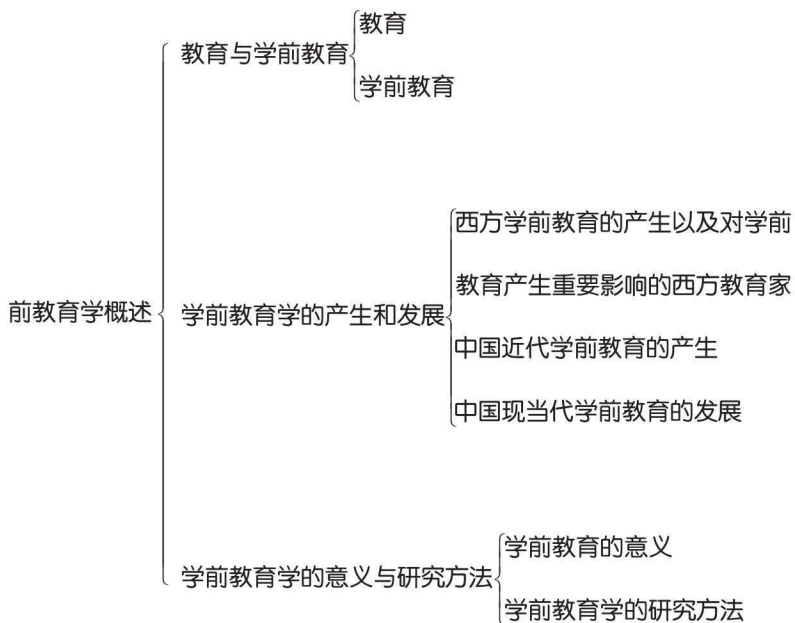 教育
教育与学前教育
学前教育
西方学前教育的产生以及对学前
教育产生重要影响的西方教育家
前教育学概述
学前教育学的产生和发展
中国近代学前教育的产生
中国现当代学前教育的发展
学前教育的意义
学前教育学的意义与研究方法
学前教育学的研究方法